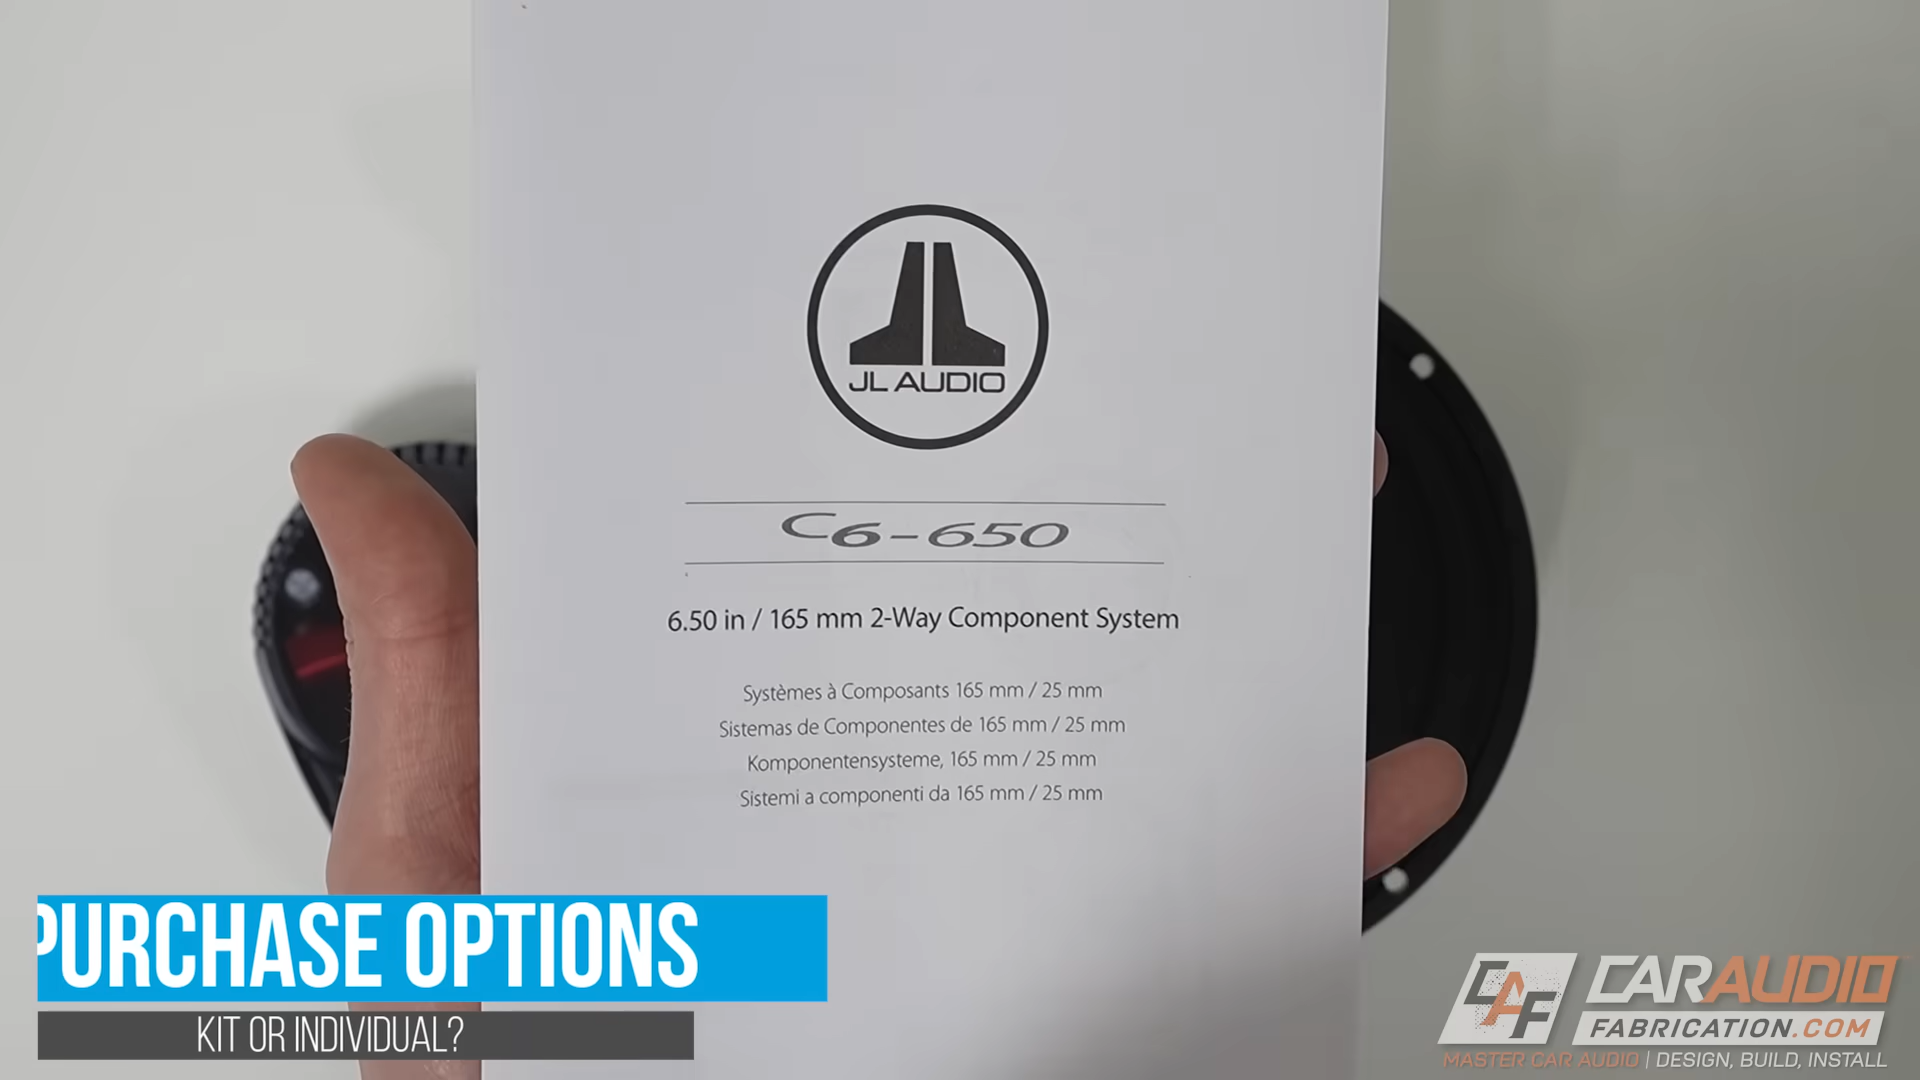 JL AUDIO
C6-650
6.50 in / 165 mm 2-Way Component System
Systèmes à Composants 165 mm / 25 mm
Sistemas de Componentes de 165 mm / 25 mm
Komponentensysteme, 165 mm / 25 mm
Sistemi a componenti da 165 mm / 25 mm
PURCHASE OPTIONS
KIT OR INDIVIDUAL?
CAF
CAR AUDIO
FABRICATION.COM
MASTER CAR AUDIO | DESIGN, BUILD, INSTALL